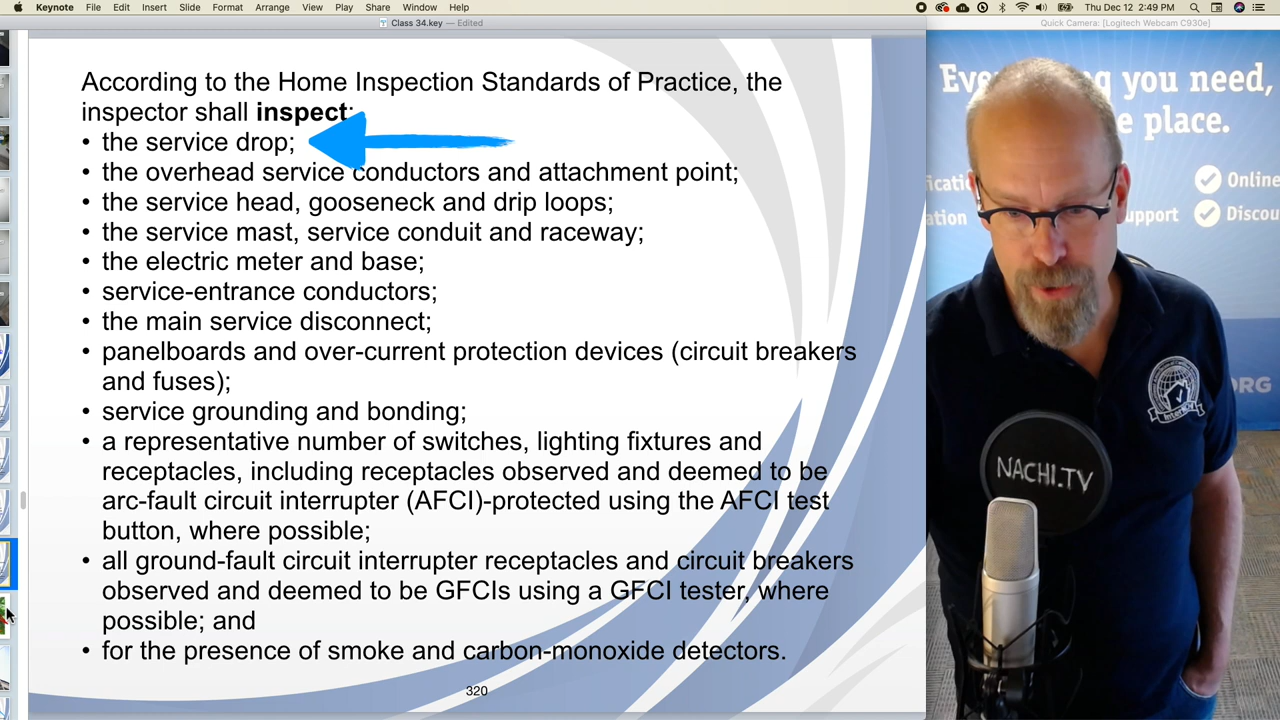 Keynote File Edit Insert Slide Format Arrange View Play Share Window Help
Thu Dec 12 2:49 PM
Class 34.key — Edited
Quick Camera: [Logitech Webcam C930e]
According to the Home Inspection Standards of Practice, the
inspector shall inspect:
• the service drop;
• the overhead service conductors and attachment point;
• the service head, gooseneck and drip loops;
• the service mast, service conduit and raceway;
• the electric meter and base;
• service-entrance conductors;
• the main service disconnect;
• panelboards and over-current protection devices (circuit breakers
and fuses);
• service grounding and bonding;
• a representative number of switches, lighting fixtures and
receptacles, including receptacles observed and deemed to be
arc-fault circuit interrupter (AFCI)-protected using the AFCI test
button, where possible;
• all ground-fault circuit interrupter receptacles and circuit breakers
observed and deemed to be GFCIs using a GFCI tester, where
possible; and
• for the presence of smoke and carbon-monoxide detectors.
320
you need,
place.
Online
upport
Discou
ORG
NACHI.TV